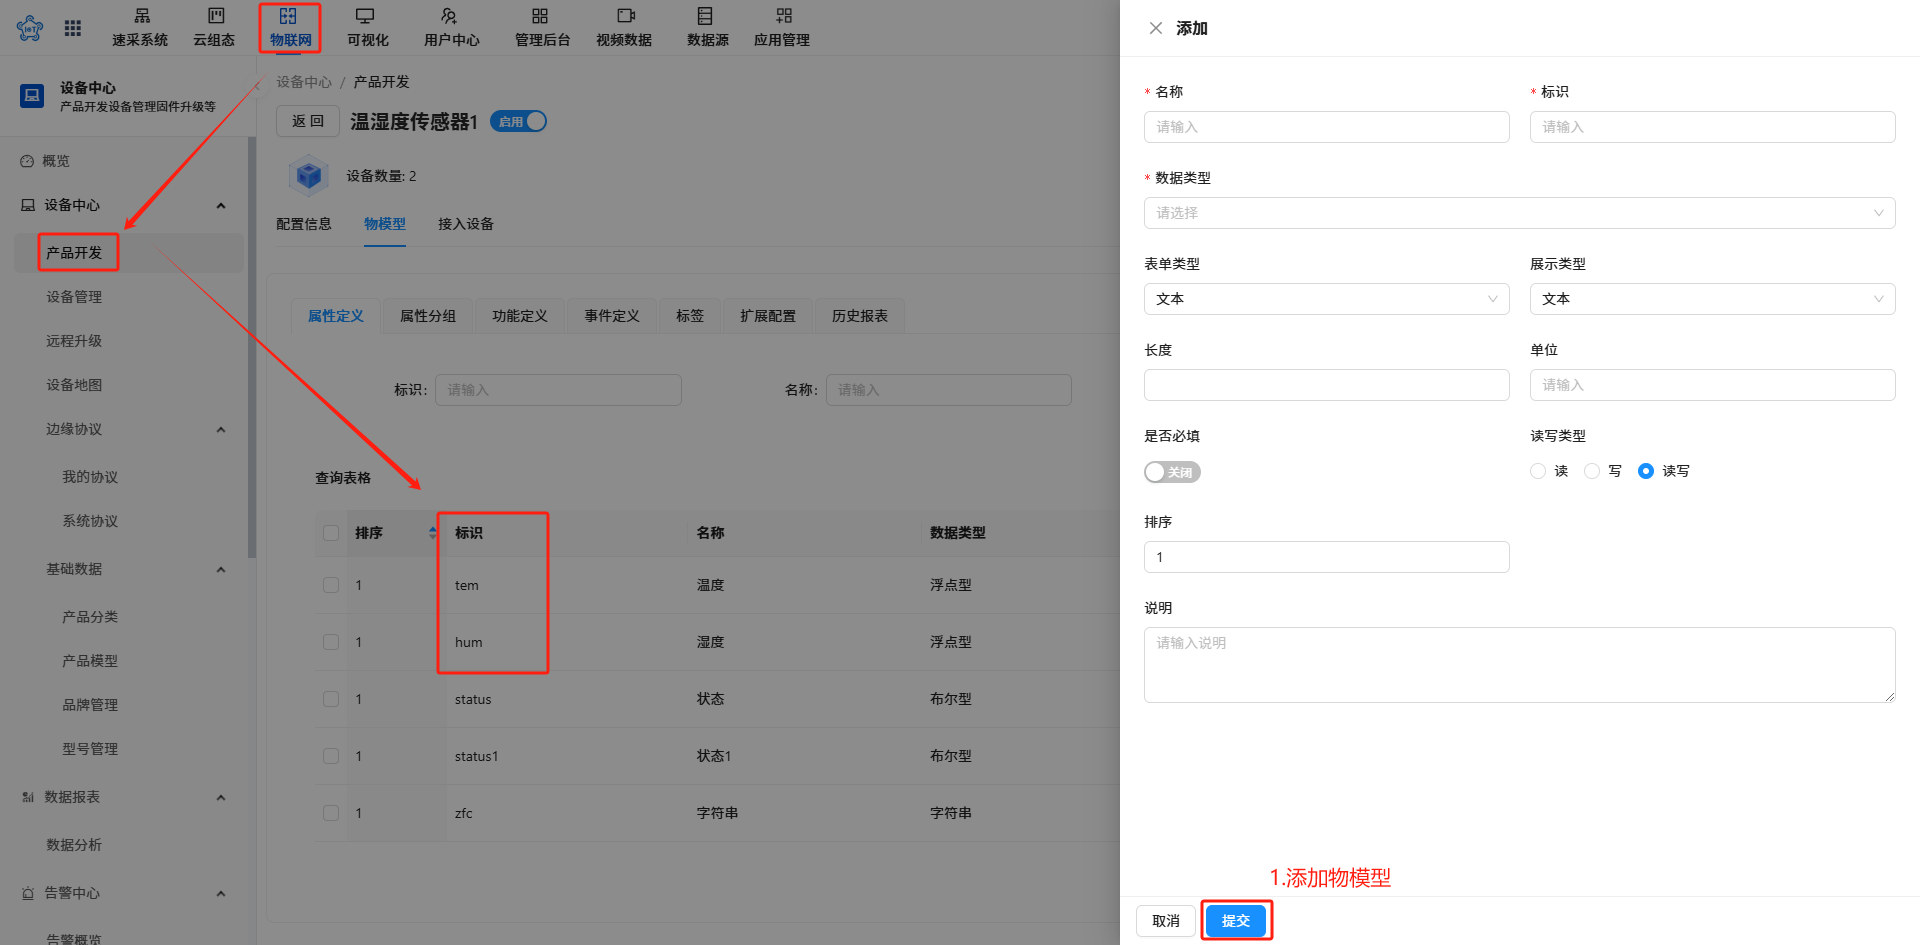 速采系统
云组态
物联网
可视化
用户中心
管理后台
视频数据
数据源
应用管理
设备中心
产品开发设备管理固件升级等
概览
设备中心
产品开发
设备管理
远程升级
设备地图
边缘协议
我的协议
系统协议
基础数据
产品分类
产品模型
品牌管理
型号管理
数据报表
数据分析
告警中心
告警概览
设备中心 / 产品开发
返 回 温湿度传感器1 启用
设备数量: 2
配置信息 物模型 接入设备
属性定义 属性分组 功能定义 事件定义 标签 扩展配置 历史报表
标识: 请输入 名称: 请输入
查询表格
排序 标识 名称 数据类型
1 tem 温度 浮点型
1 hum 湿度 浮点型
1 status 状态 布尔型
1 status1 状态1 布尔型
1 zfc 字符串 字符串
添加
* 名称 * 标识
请输入 请输入
* 数据类型
请选择
表单类型 展示类型
文本 文本
长度 单位
请输入
是否必填 读写类型
关闭 读 写 读写
排序
1
说明
请输入说明
1.添加物模型
取消 提交